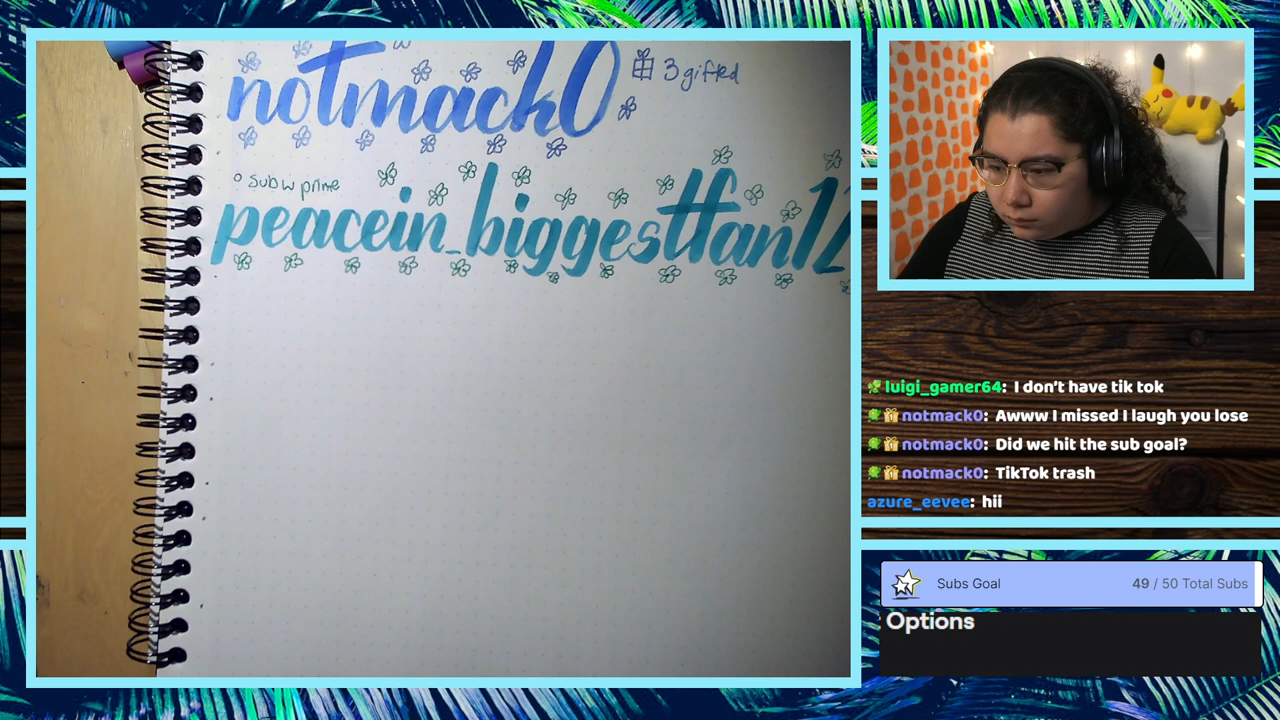 notmack0
3 gifted
sub w prime
peacein_biggestfan12
luigi_gamer64: I don't have tik tok
notmack0: Awww I missed I laugh you lose
notmack0: Did we hit the sub goal?
notmack0: TikTok trash
azure_eevee: hii
Subs Goal 49 / 50 Total Subs
Options